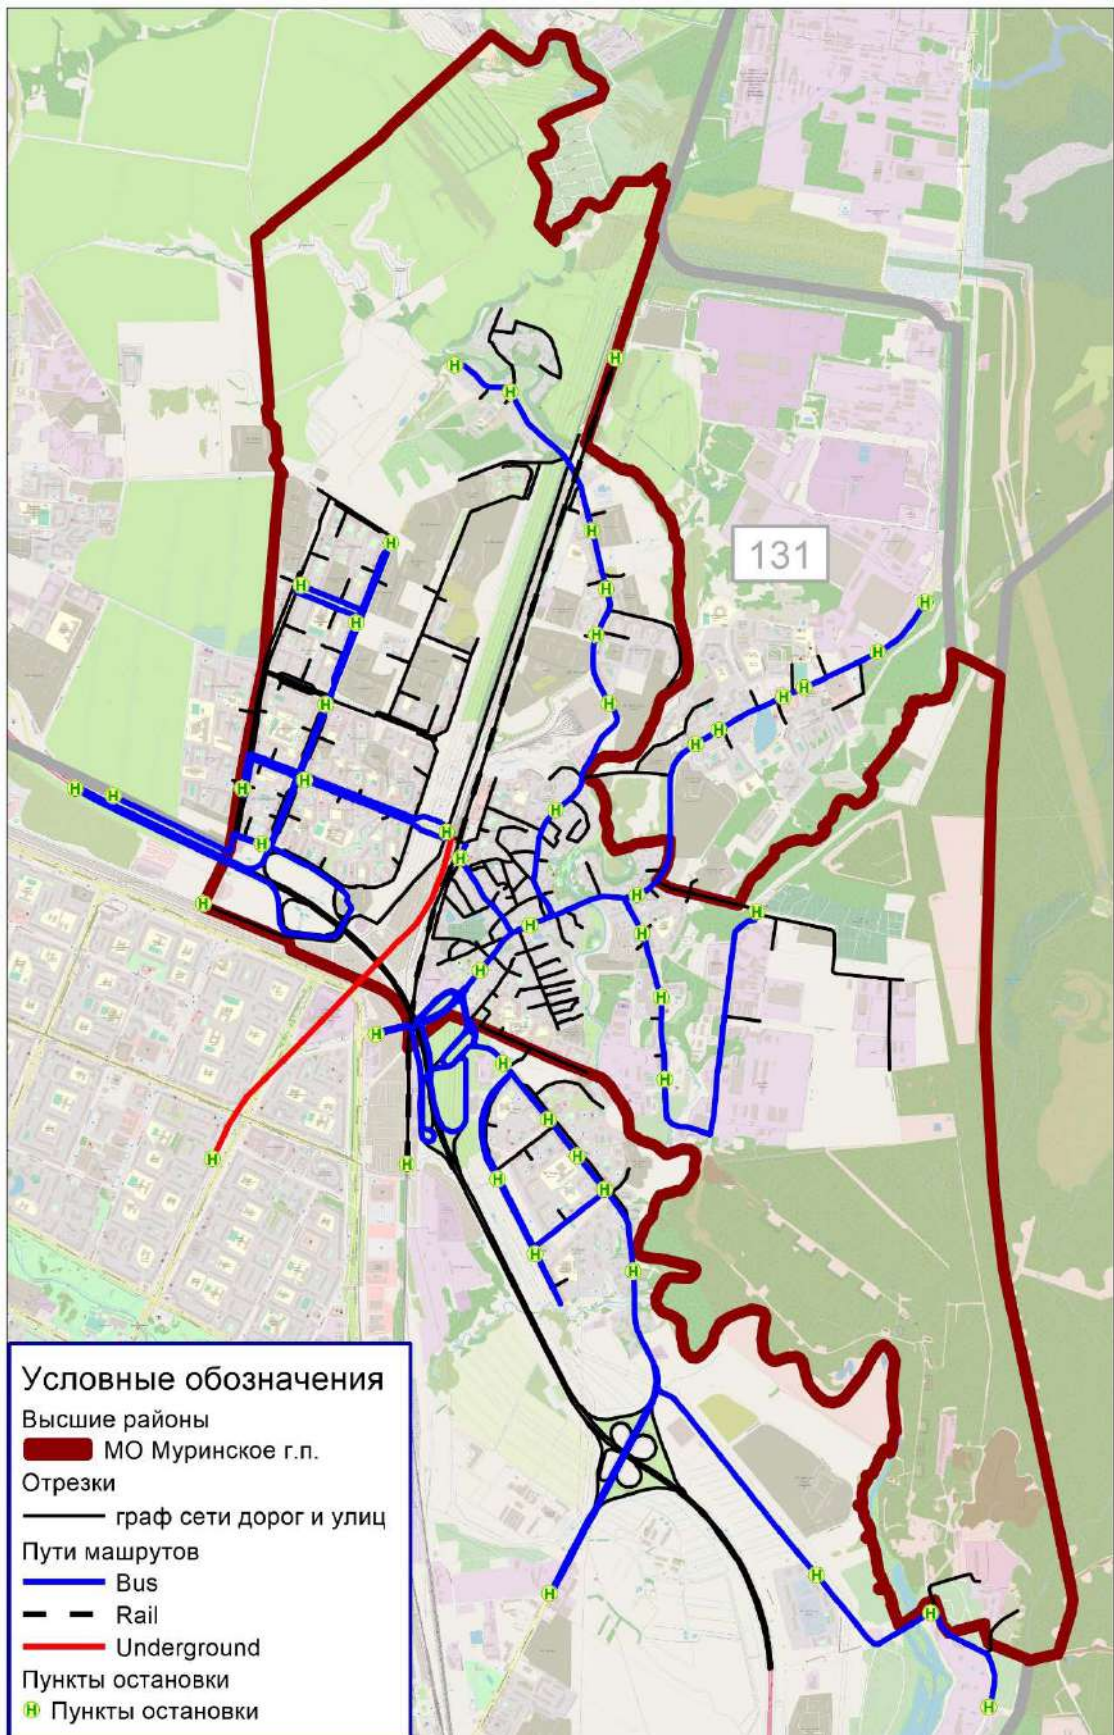 131
Условные обозначения
Высшие районы
МО Муринское г.п.
Отрезки
граф сети дорог и улиц
Пути машрутов
Bus
Rail
Underground
Пункты остановки
Пункты остановки